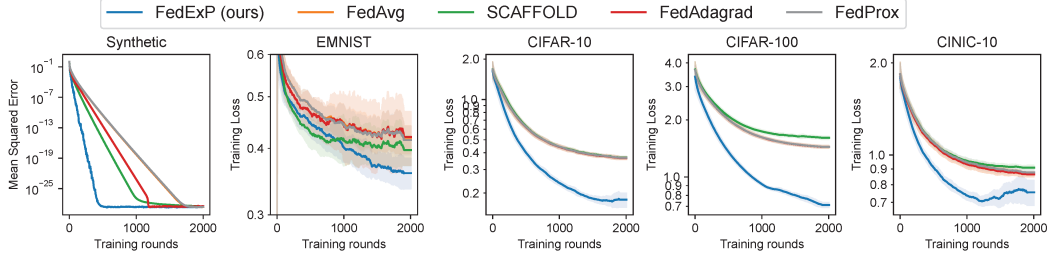 FedExP (ours) FedAvg SCAFFOLD FedAdagrad FedProx
Synthetic EMNIST CIFAR-10 CIFAR-100 CINIC-10
Mean Squared Error
10⁻¹
10⁻⁷
10⁻¹³
10⁻¹⁹
10⁻²⁵
0 1000 2000
Training rounds
Training Loss
0.6
0.5
0.4
0.3
0 1000 2000
Training rounds
Training Loss
2.0
1.0
0.9
0.8
0.7
0.6
0.5
0.4
0.3
0.2
0 1000 2000
Training rounds
Training Loss
4.0
3.0
2.0
1.0
0.9
0.8
0.7
0 1000 2000
Training rounds
Training Loss
2.0
1.0
0.9
0.8
0.7
0 1000 2000
Training rounds